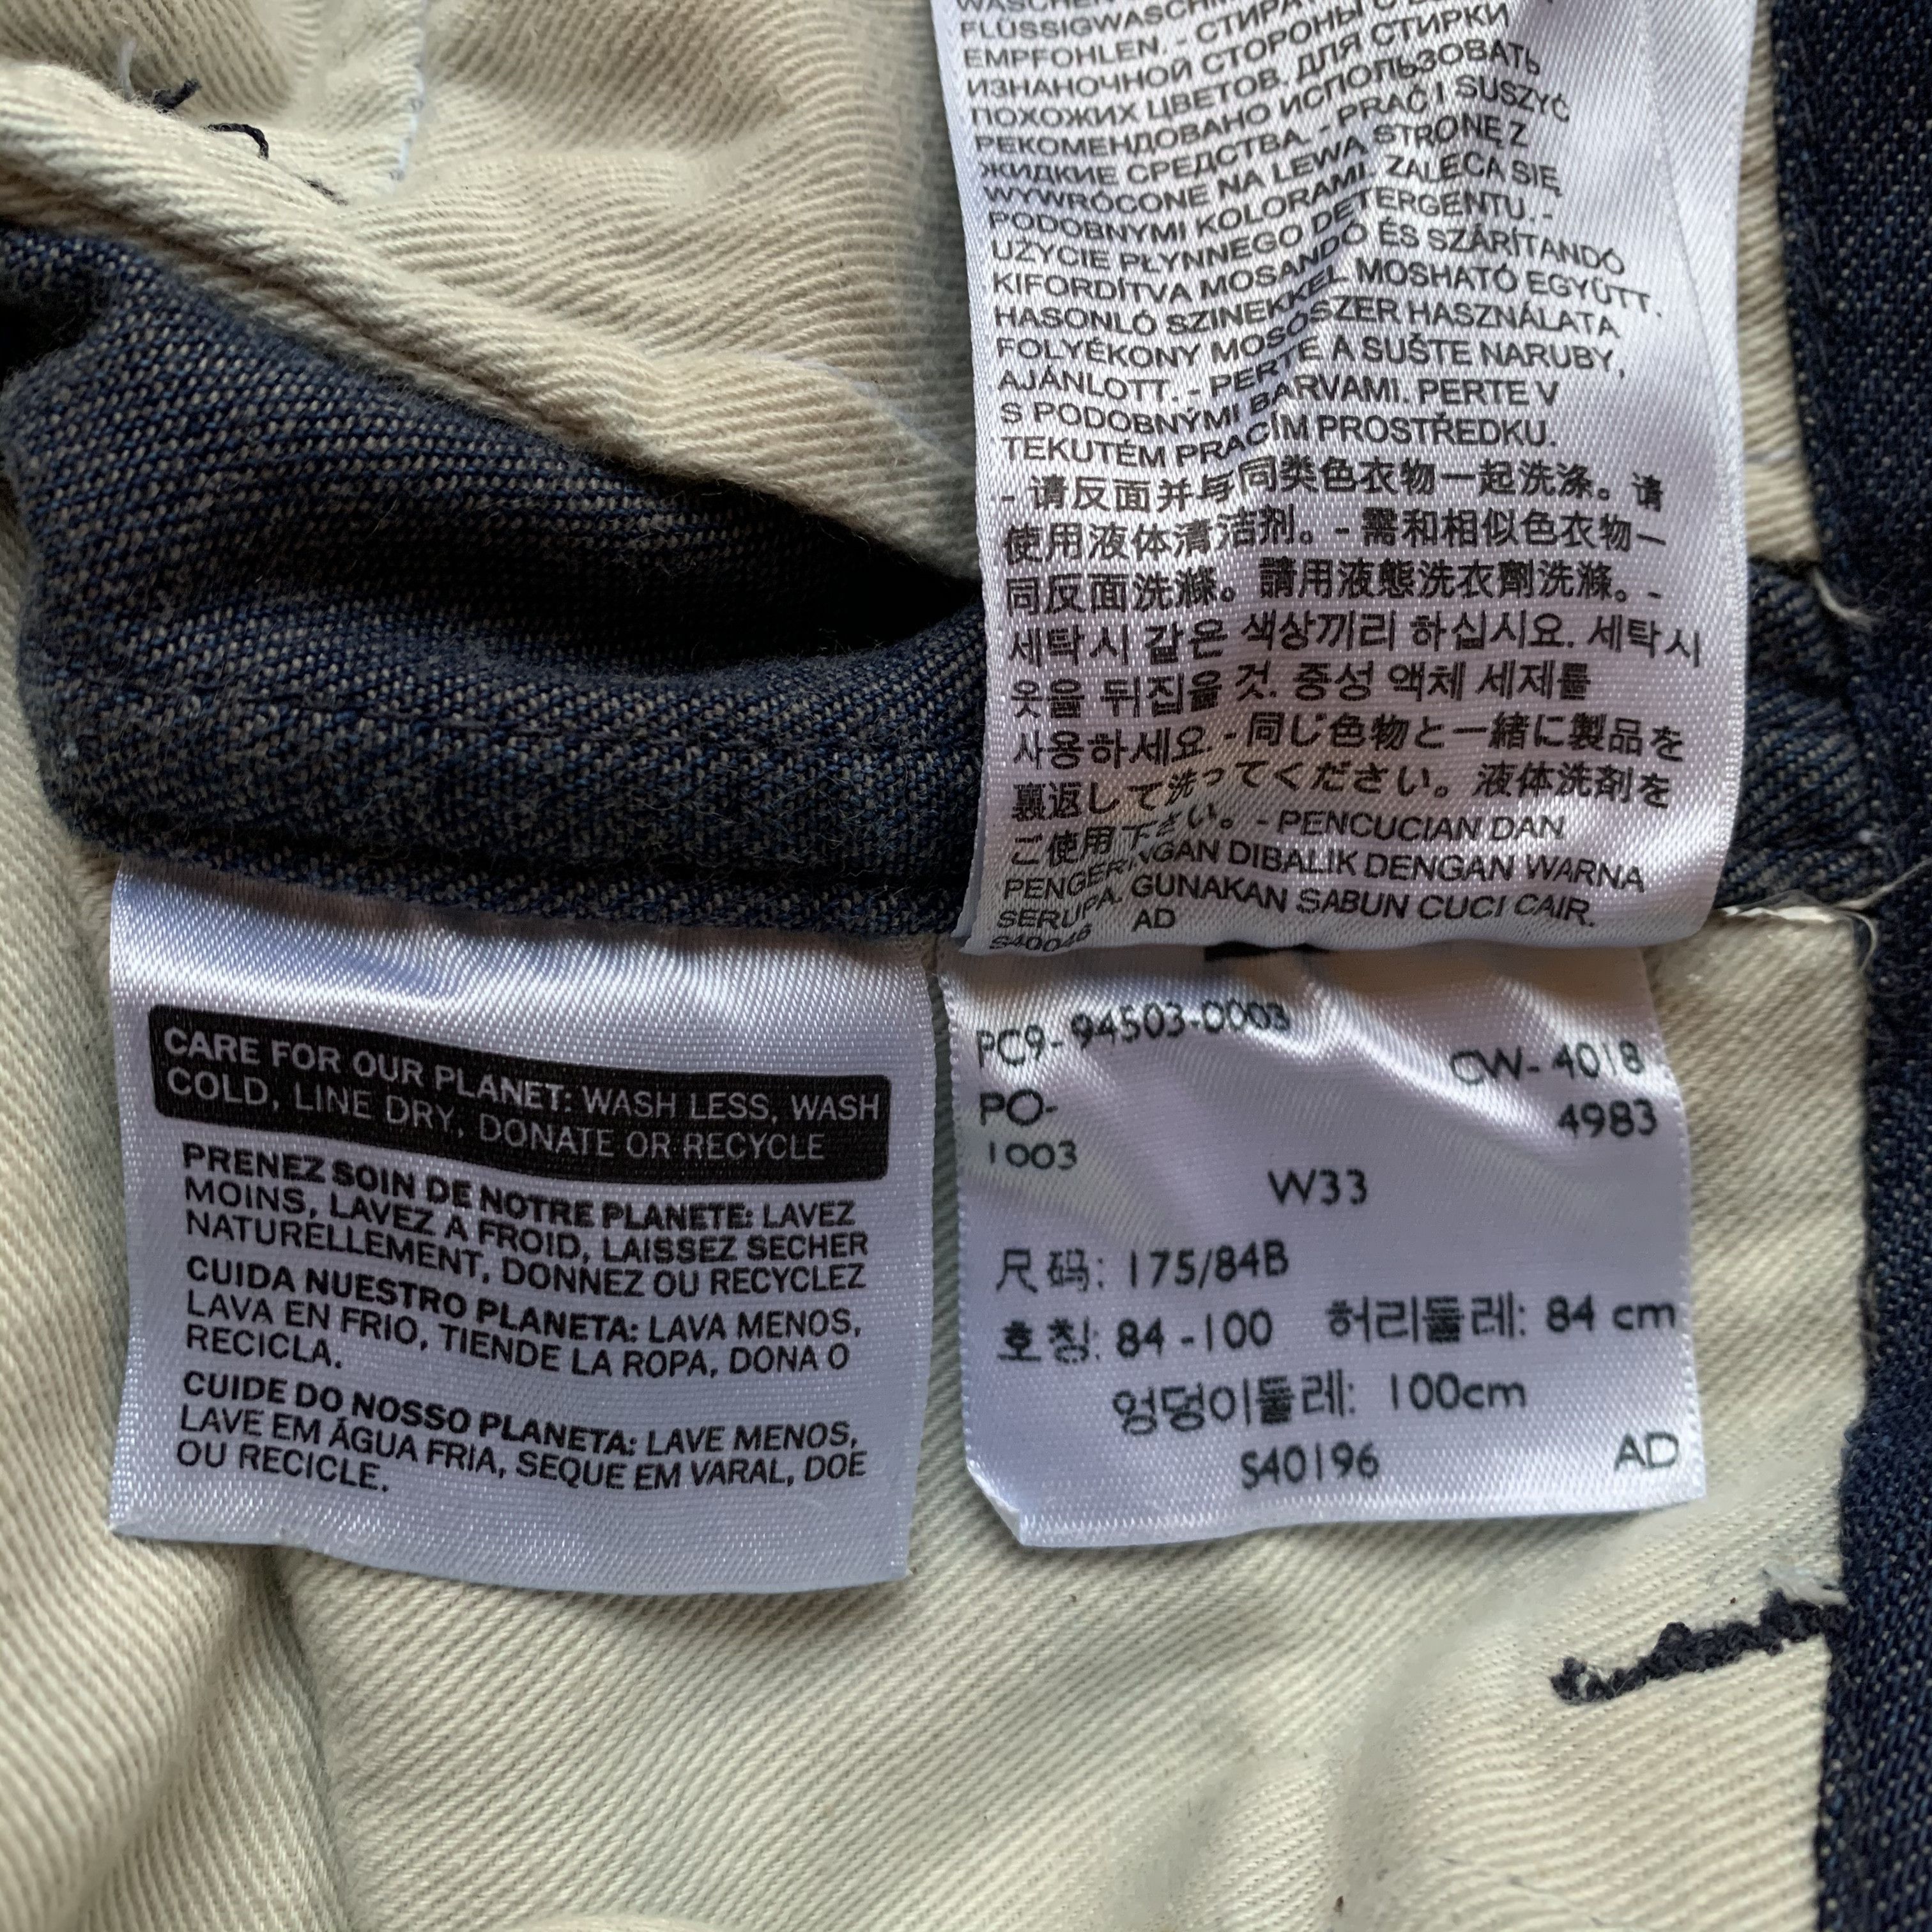 FLÜSSIGWASCHM
EMPFOHLEN. - СТИРАТ
ИЗНАНОЧНОЙ СТОРОНЫ С
ПОХОЖИХ ЦВЕТОВ. ДЛЯ СТИРКИ
РЕКОМЕНДОВАНО ИСПОЛЬЗОВАТЬ
ЖИДКИЕ СРЕДСТВА. - PRAĆ I SUSZYĆ
WYWRÓCONE NA LEWĄ STRONĘ Z
PODOBNYMI KOLORAMI. ZALECA SIĘ
UŻYCIE PŁYNNEGO DETERGENTU. -
KIFORDÍTVA MOSANDÓ ÉS SZÁRÍTANDÓ
HASONLÓ SZINEKKEL MOSHATÓ EGYÜTT.
FOLYÉKONY MOSÓSZER HASZNÁLATA
AJÁNLOTT. - PERTE A SUŠTE NARUBY,
S PODOBNÝMI BARVAMI. PERTE V
TEKUTÉM PRACÍM PROSTŘEDKU.
- 请反面并与同类色衣物一起洗涤。请
使用液体清洁剂。- 需和相似色衣物一
同反面洗滌。請用液態洗衣劑洗滌。-
세탁시 같은 색상끼리 하십시요. 세탁시
옷을 뒤집을 것. 중성 액체 세제를
사용하세요. - 同じ色物と一緒に製品を
裏返して洗ってください。液体洗剤を
ご使用下さい。- PENCUCIAN DAN
PENGERINGAN DIBALIK DENGAN WARNA
SERUPA. GUNAKAN SABUN CUCI CAIR.
S40046 AD
CARE FOR OUR PLANET: WASH LESS, WASH
COLD, LINE DRY, DONATE OR RECYCLE
PRENEZ SOIN DE NOTRE PLANETE: LAVEZ
MOINS, LAVEZ A FROID, LAISSEZ SECHER
NATURELLEMENT, DONNEZ OU RECYCLEZ
CUIDA NUESTRO PLANETA: LAVA MENOS,
LAVA EN FRIO, TIENDE LA ROPA, DONA O
RECICLA.
CUIDE DO NOSSO PLANETA: LAVE MENOS,
LAVE EM ÁGUA FRIA, SEQUE EM VARAL, DOE
OU RECICLE.
PC9- 94503-0003
CW- 4018
PO- 4983
1003
W33
尺码: 175/84B
호칭: 84 -100 허리둘레: 84 cm
엉덩이둘레: 100cm
S40196 AD